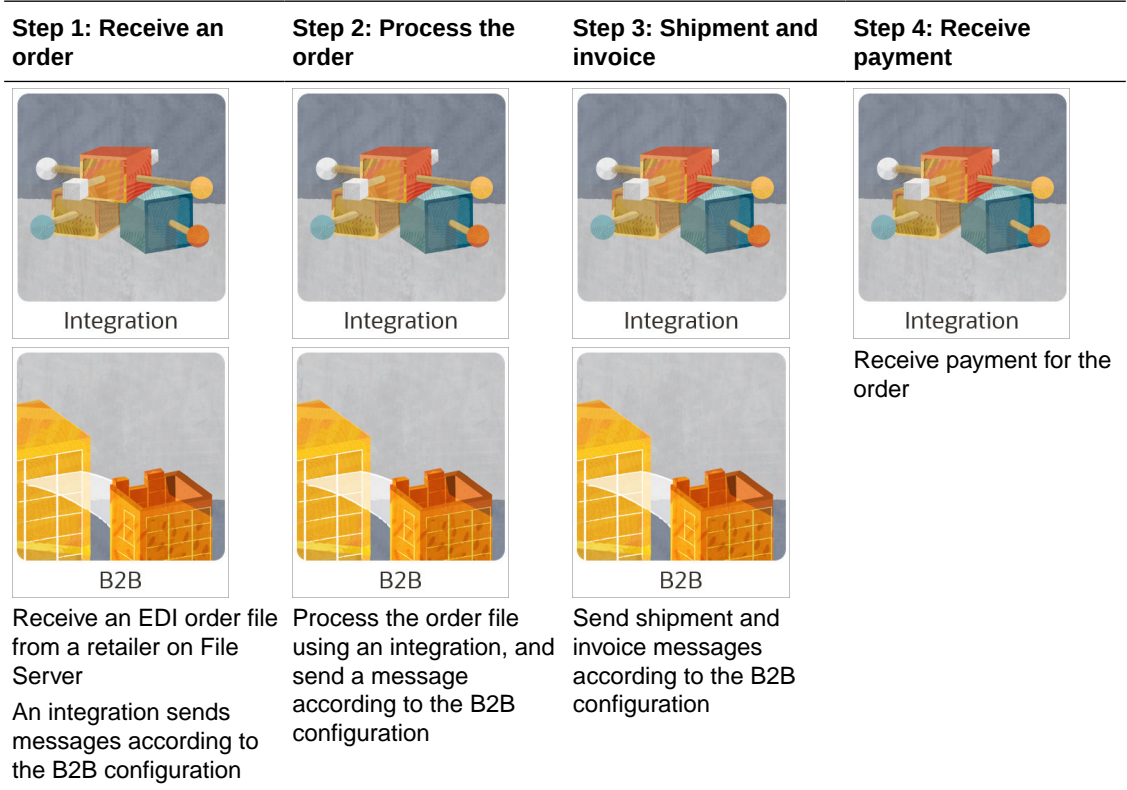 Step 1: Receive an
order
Step 2: Process the
order
Step 3: Shipment and
invoice
Step 4: Receive
payment
Integration
Integration
Integration
Integration
B2B
B2B
B2B
Receive an EDI order file
from a retailer on File
Server
An integration sends
messages according to
the B2B configuration
Process the order file
using an integration, and
send a message
according to the B2B
configuration
Send shipment and
invoice messages
according to the B2B
configuration
Receive payment for the
order